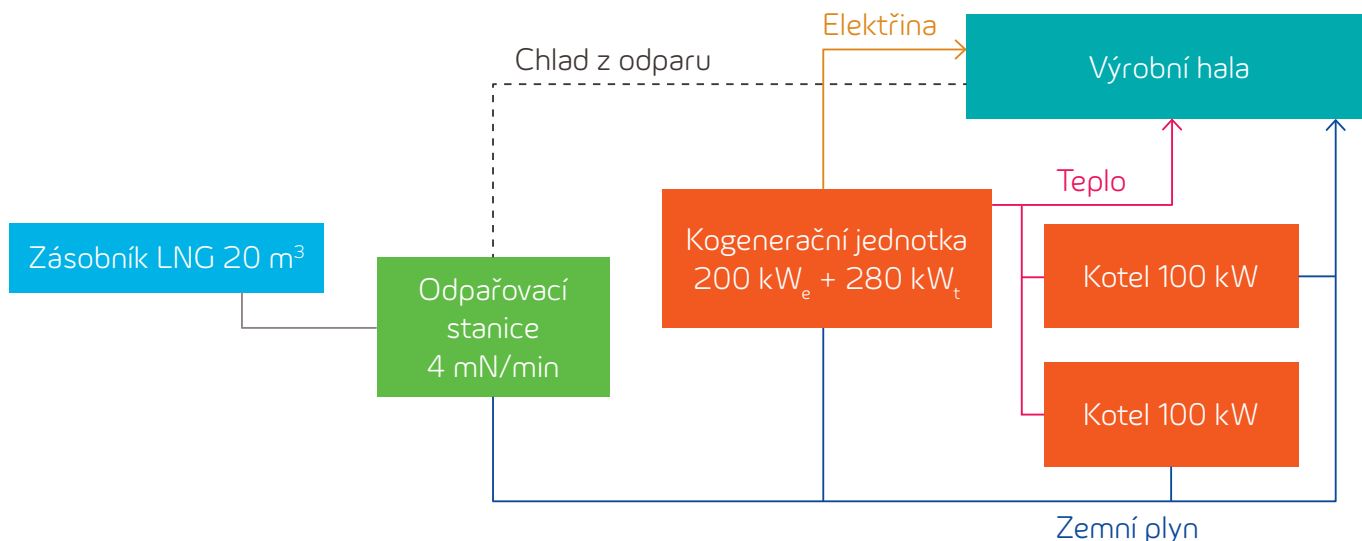 Elektřina
Chlad z odparu
Výrobní hala
Teplo
Zásobník LNG 20 m³
Odpařovací
stanice
4 mN/min
Kogenerační jednotka
200 kWₑ + 280 kWₜ
Kotel 100 kW
Kotel 100 kW
Zemní plyn